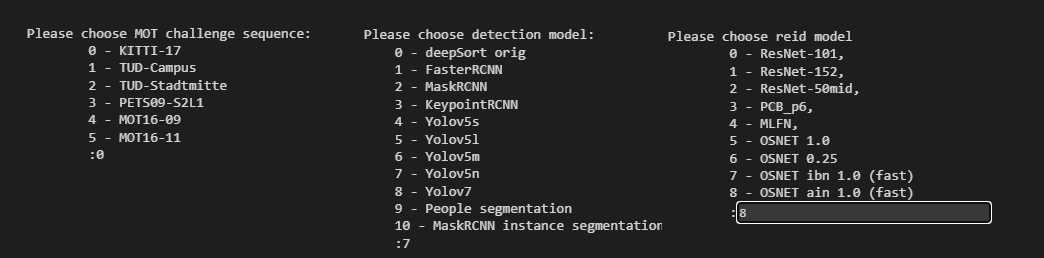 Please choose MOT challenge sequence:
0 - KITTI-17
1 - TUD-Campus
2 - TUD-Stadtmitte
3 - PETS09-S2L1
4 - MOT16-09
5 - MOT16-11
:0
Please choose detection model:
0 - deepSort orig
1 - FasterRCNN
2 - MaskRCNN
3 - KeypointRCNN
4 - Yolov5s
5 - Yolov5l
6 - Yolov5m
7 - Yolov5n
8 - Yolov7
9 - People segmentation
10 - MaskRCNN instance segmentation
:7
Please choose reid model
0 - ResNet-101,
1 - ResNet-152,
2 - ResNet-50mid,
3 - PCB_p6,
4 - MLFN,
5 - OSNET 1.0
6 - OSNET 0.25
7 - OSNET ibn 1.0 (fast)
8 - OSNET ain 1.0 (fast)
:8